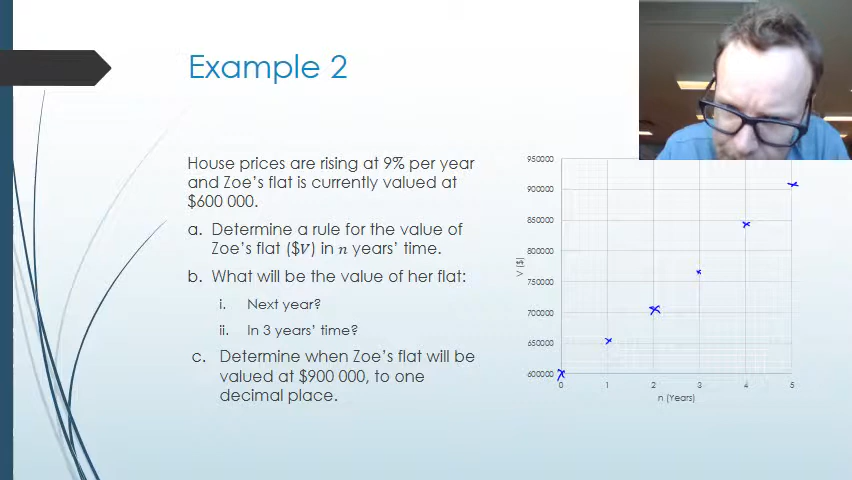 Example 2
House prices are rising at 9% per year
and Zoe's flat is currently valued at
$600 000.
a. Determine a rule for the value of
Zoe's flat ($V) in n years' time.
b. What will be the value of her flat:
i. Next year?
ii. In 3 years' time?
c. Determine when Zoe's flat will be
valued at $900 000, to one
decimal place.
950000
900000
850000
800000
750000
700000
650000
600000
V ($)
0 1 2 3 4 5
n (Years)